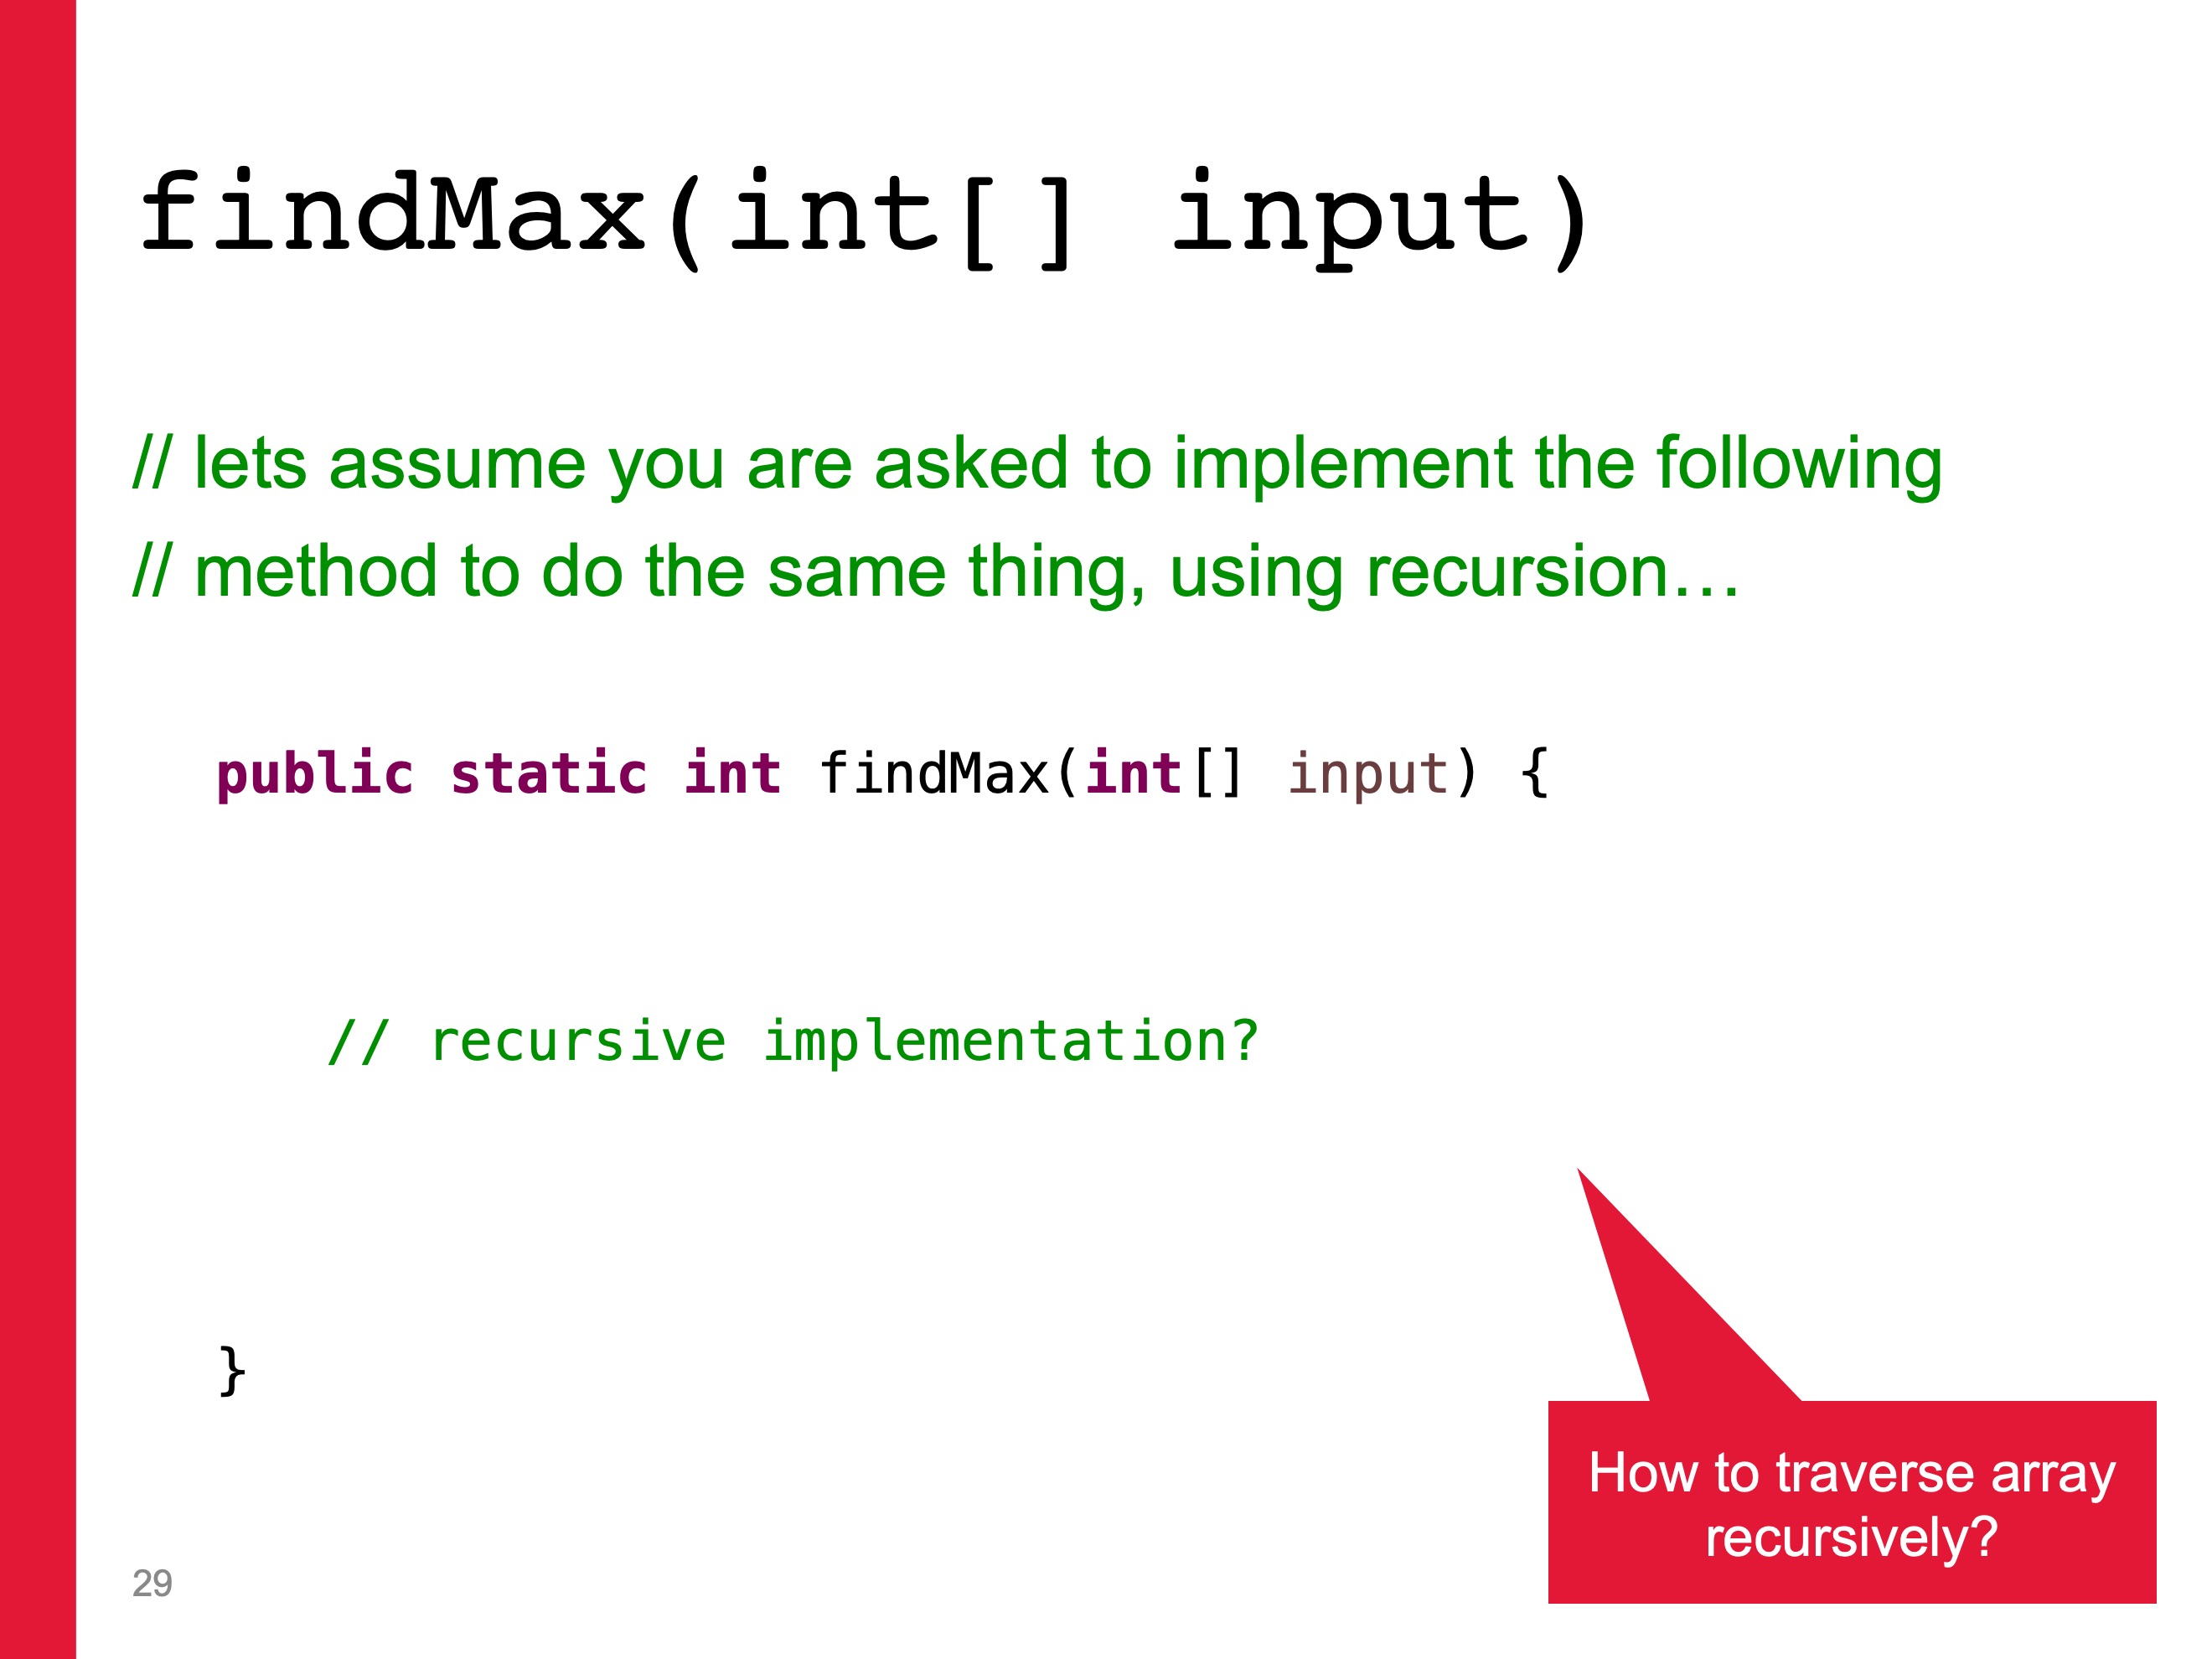 findMax(int[] input)
// lets assume you are asked to implement the following
// method to do the same thing, using recursion…
public static int findMax(int[] input) {
// recursive implementation?
}
How to traverse array
recursively?
29